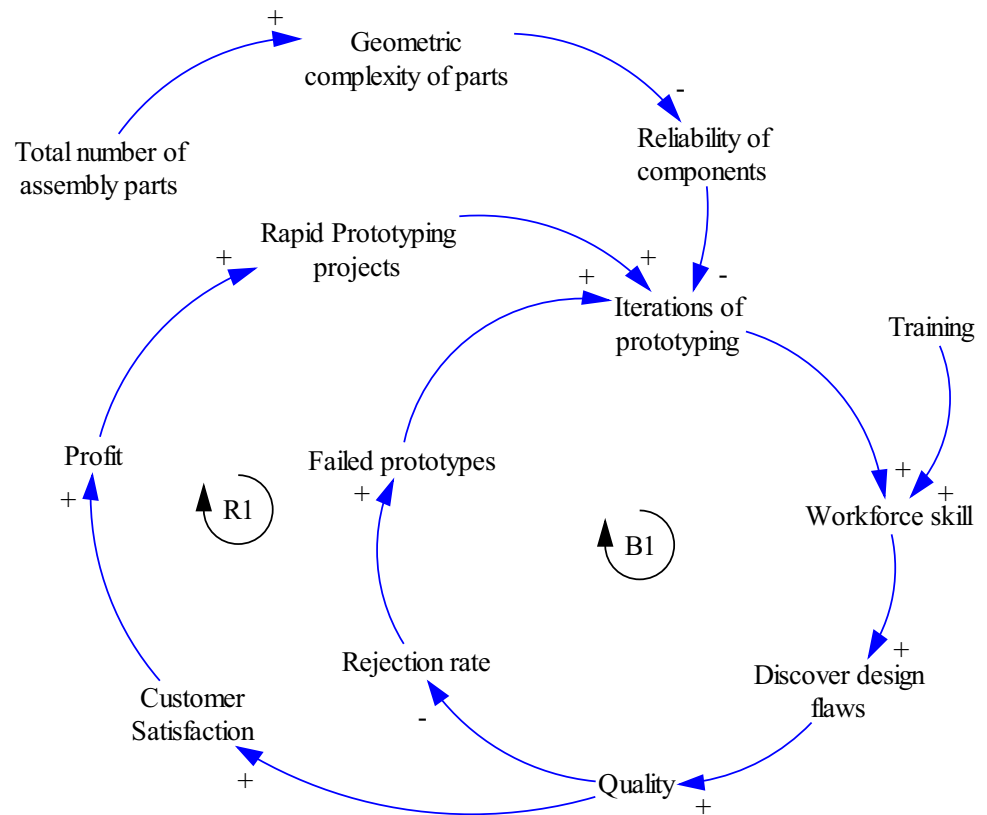 +
Geometric
complexity of parts
-
Total number of
assembly parts
Reliability of
components
Rapid Prototyping
projects
+
+
+
-
Iterations of
prototyping
Training
Profit
+
Failed prototypes
+
+
+
R1
B1
Workforce skill
+
Rejection rate
Discover design
flaws
Customer
Satisfaction
-
+
Quality
+